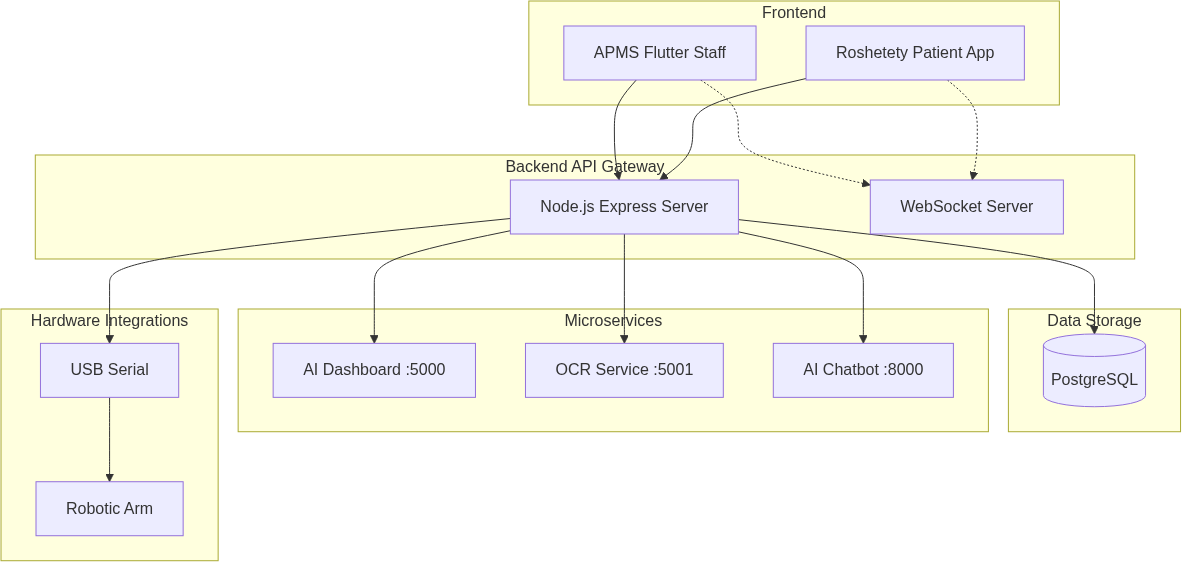 Frontend
APMS Flutter Staff
Roshetety Patient App
Backend API Gateway
Node.js Express Server
WebSocket Server
Hardware Integrations
Microservices
Data Storage
USB Serial
AI Dashboard :5000
OCR Service :5001
AI Chatbot :8000
PostgreSQL
Robotic Arm